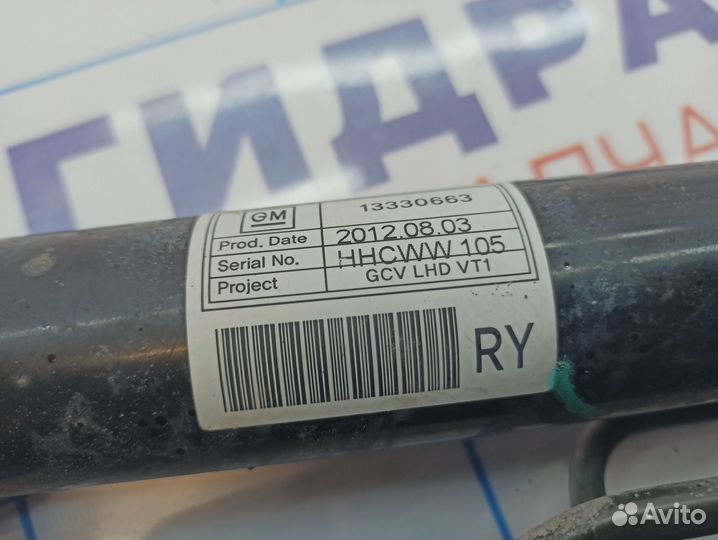 ГИДРА
GM 13330663
Prod. Date 2012.08.03
Serial No. HHCWW 105
Project GCV LHD VT1
RY
Avito